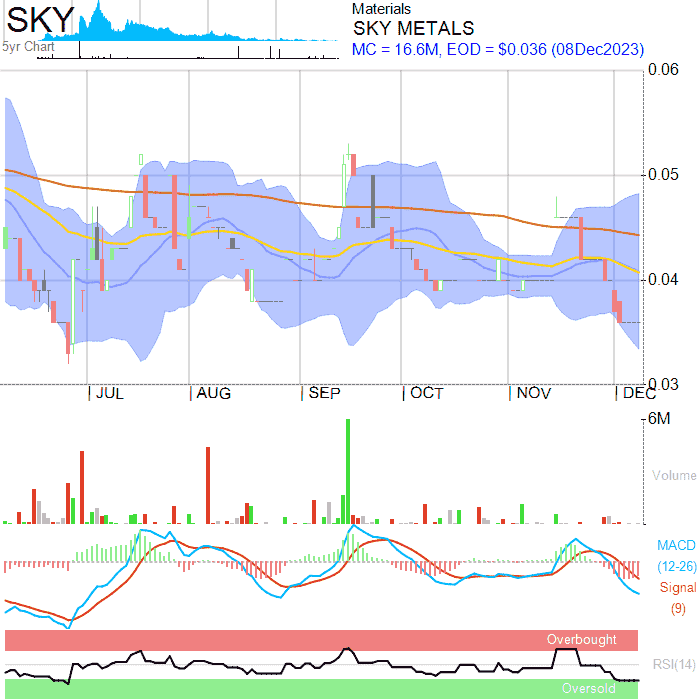 SKY
5yr Chart
Materials
SKY METALS
MC = 16.6M, EOD = $0.036 (08Dec2023)
0.06
0.05
0.04
0.03
JUL AUG SEP OCT NOV DEC
6M
Volume
MACD
(12-26)
Signal
(9)
Overbought
RSI(14)
Oversold